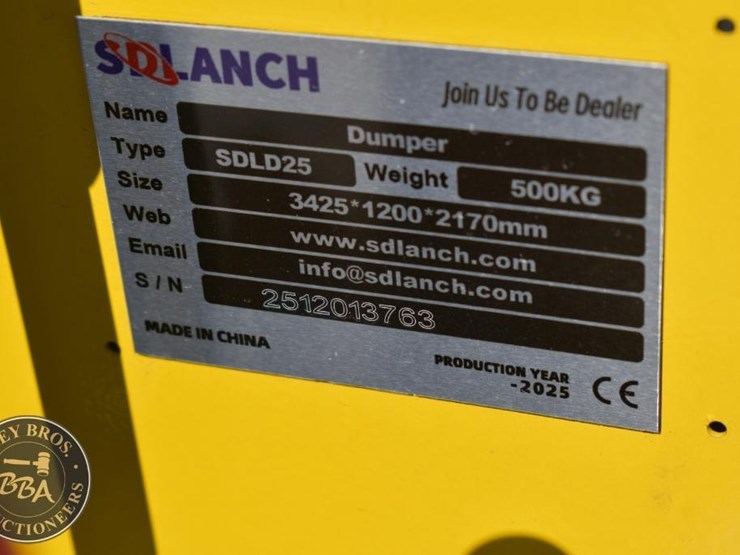 SDLANCH
Join Us To Be Dealer
Name Dumper
Type SDLD25 Weight 500KG
Size 3425*1200*2170mm
Web www.sdlanch.com
Email info@sdlanch.com
S / N 2512013763
MADE IN CHINA
PRODUCTION YEAR
-2025
CE
BROS.
BBA